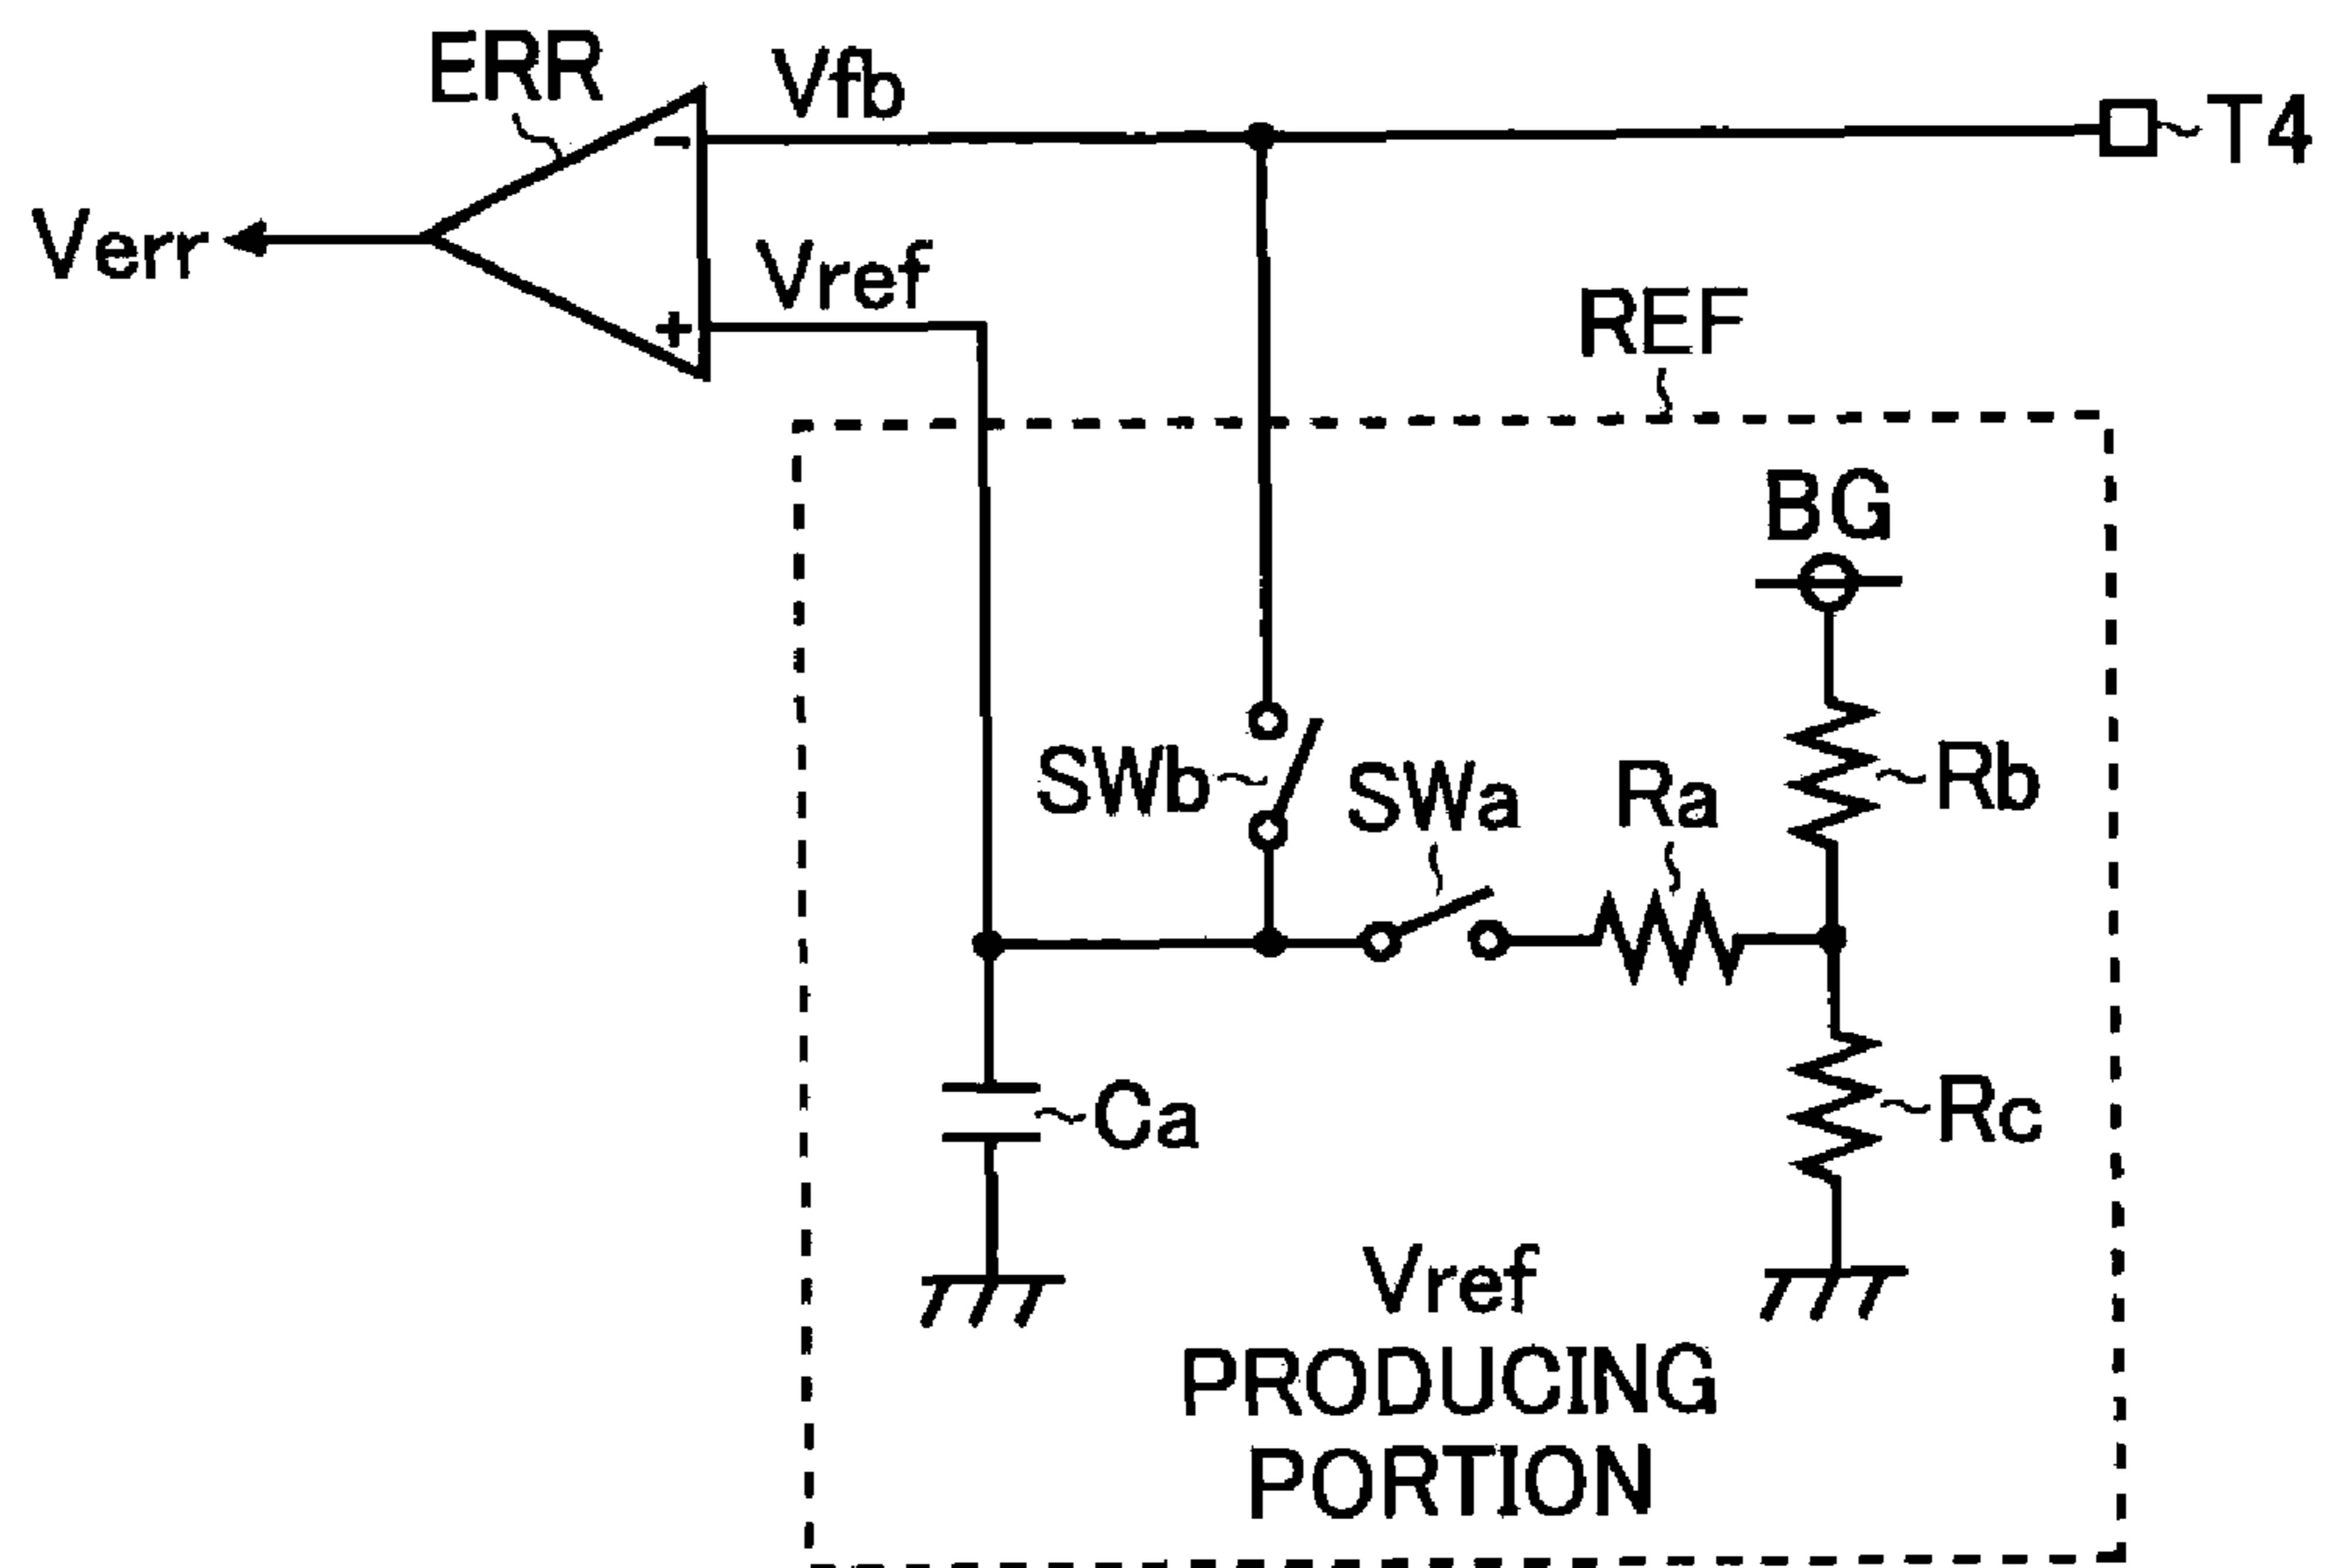 ERR
Vfb
−
T4
Verr
Vref
+
REF
BG
SWb
SWa
Ra
Rb
Ca
Rc
Vref
PRODUCING
PORTION